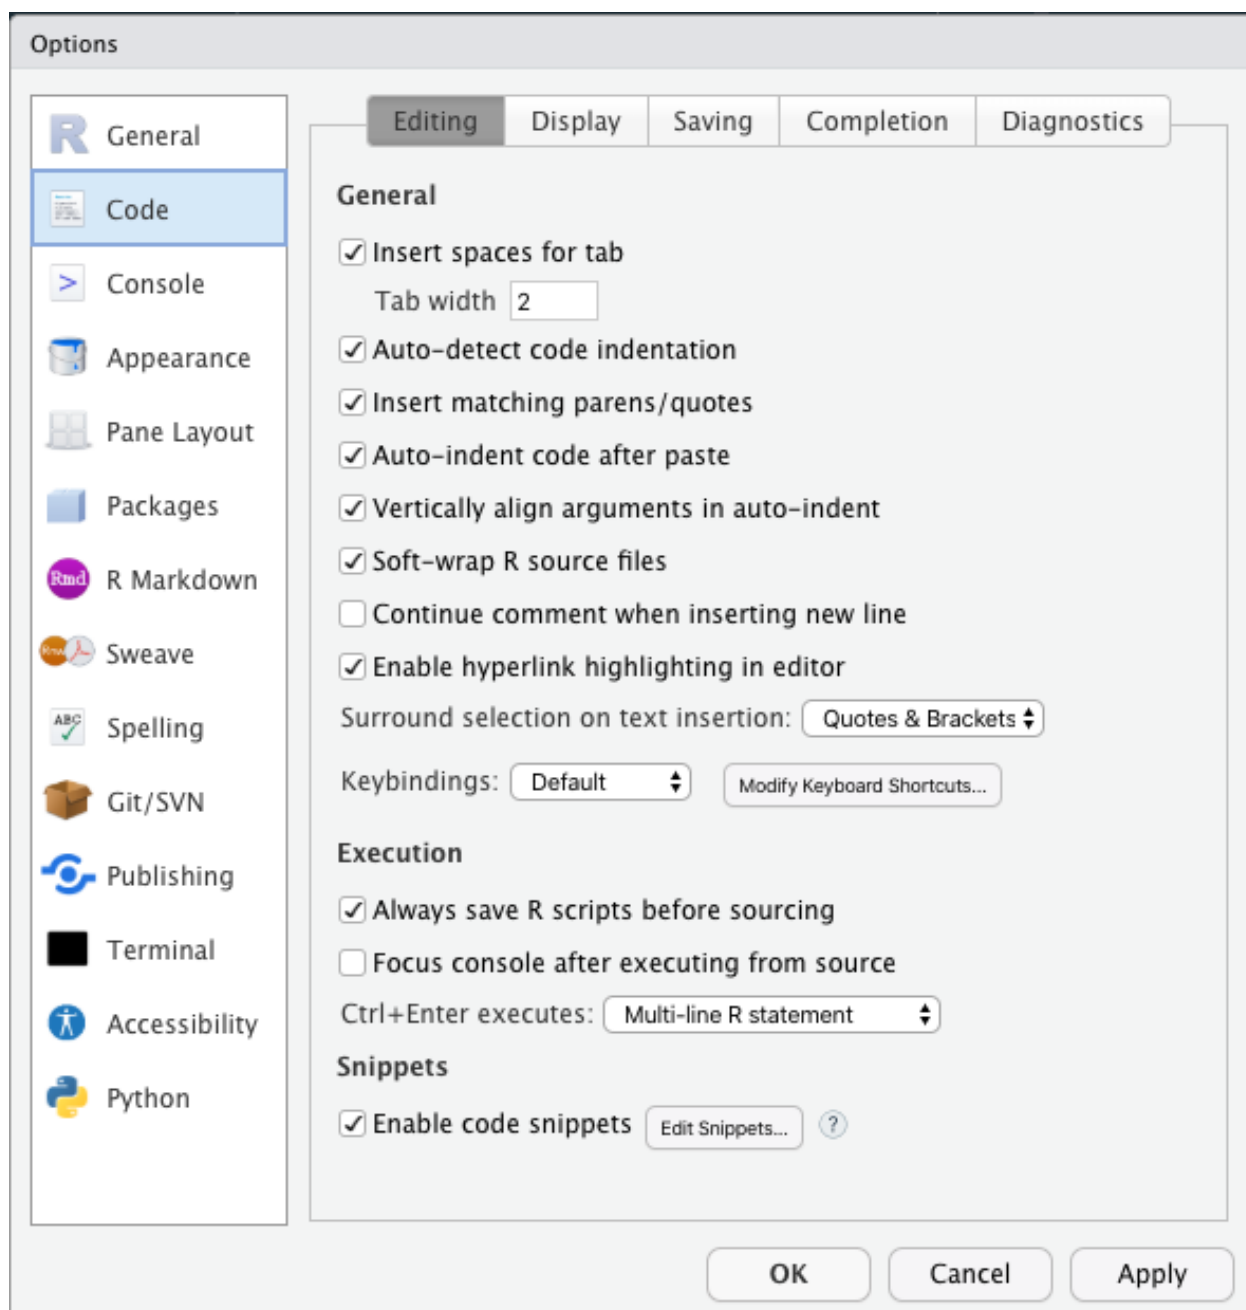 Options
General
Code
Console
Appearance
Pane Layout
Packages
Rmd R Markdown
Rnw Sweave
ABC Spelling
Git/SVN
Publishing
Terminal
Accessibility
Python
Editing Display Saving Completion Diagnostics
General
Insert spaces for tab
Tab width 2
Auto-detect code indentation
Insert matching parens/quotes
Auto-indent code after paste
Vertically align arguments in auto-indent
Soft-wrap R source files
Continue comment when inserting new line
Enable hyperlink highlighting in editor
Surround selection on text insertion: Quotes & Brackets
Keybindings: Default Modify Keyboard Shortcuts...
Execution
Always save R scripts before sourcing
Focus console after executing from source
Ctrl+Enter executes: Multi-line R statement
Snippets
Enable code snippets Edit Snippets... ?
OK Cancel Apply